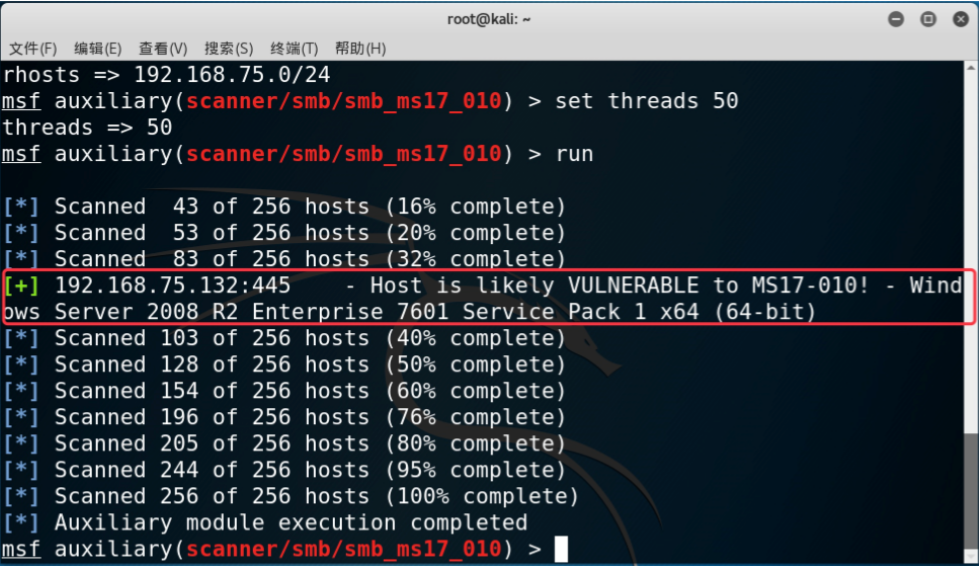 root@kali: ~
文件(F) 编辑(E) 查看(V) 搜索(S) 终端(T) 帮助(H)
rhosts => 192.168.75.0/24
msf auxiliary(scanner/smb/smb_ms17_010) > set threads 50
threads => 50
msf auxiliary(scanner/smb/smb_ms17_010) > run
[*] Scanned  43 of 256 hosts (16% complete)
[*] Scanned  53 of 256 hosts (20% complete)
[*] Scanned  83 of 256 hosts (32% complete)
[+] 192.168.75.132:445    - Host is likely VULNERABLE to MS17-010! - Wind
ows Server 2008 R2 Enterprise 7601 Service Pack 1 x64 (64-bit)
[*] Scanned 103 of 256 hosts (40% complete)
[*] Scanned 128 of 256 hosts (50% complete)
[*] Scanned 154 of 256 hosts (60% complete)
[*] Scanned 196 of 256 hosts (76% complete)
[*] Scanned 205 of 256 hosts (80% complete)
[*] Scanned 244 of 256 hosts (95% complete)
[*] Scanned 256 of 256 hosts (100% complete)
[*] Auxiliary module execution completed
msf auxiliary(scanner/smb/smb_ms17_010) >